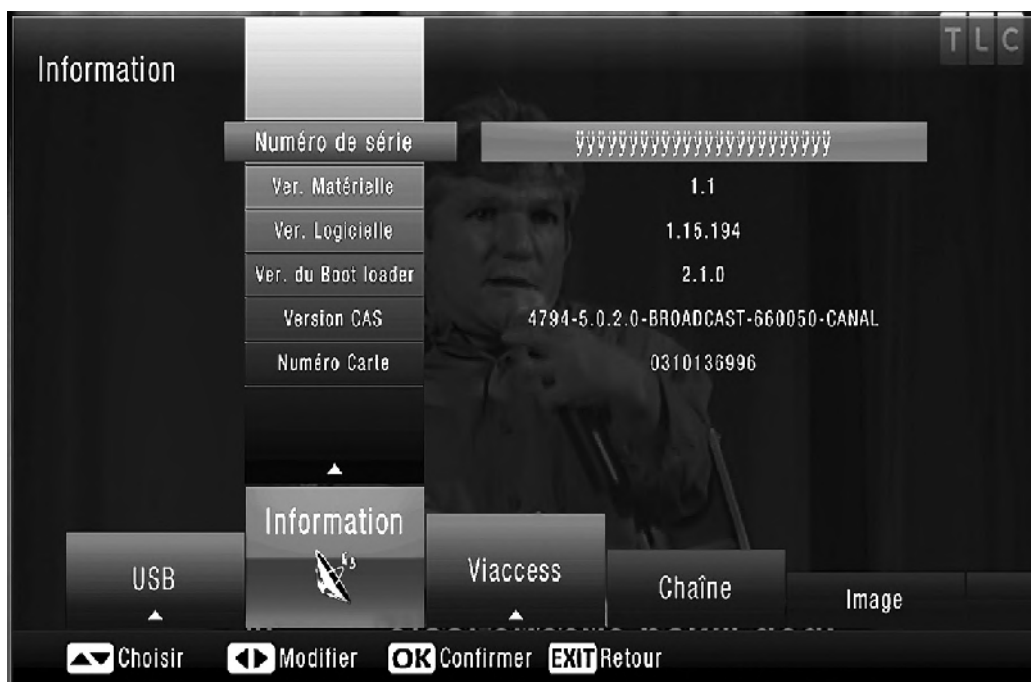 TLC
Information
Numéro de série ÿÿÿÿÿÿÿÿÿÿÿÿÿÿÿÿÿÿÿÿÿÿÿÿ
Ver. Matérielle 1.1
Ver. Logicielle 1.15.194
Ver. du Boot loader 2.1.0
Version CAS 4794-5.0.2.0-BROADCAST-660050-CANAL
Numéro Carte 0310136996
Information
USB
Viaccess
Chaîne
Image
Choisir Modifier OK Confirmer EXIT Retour